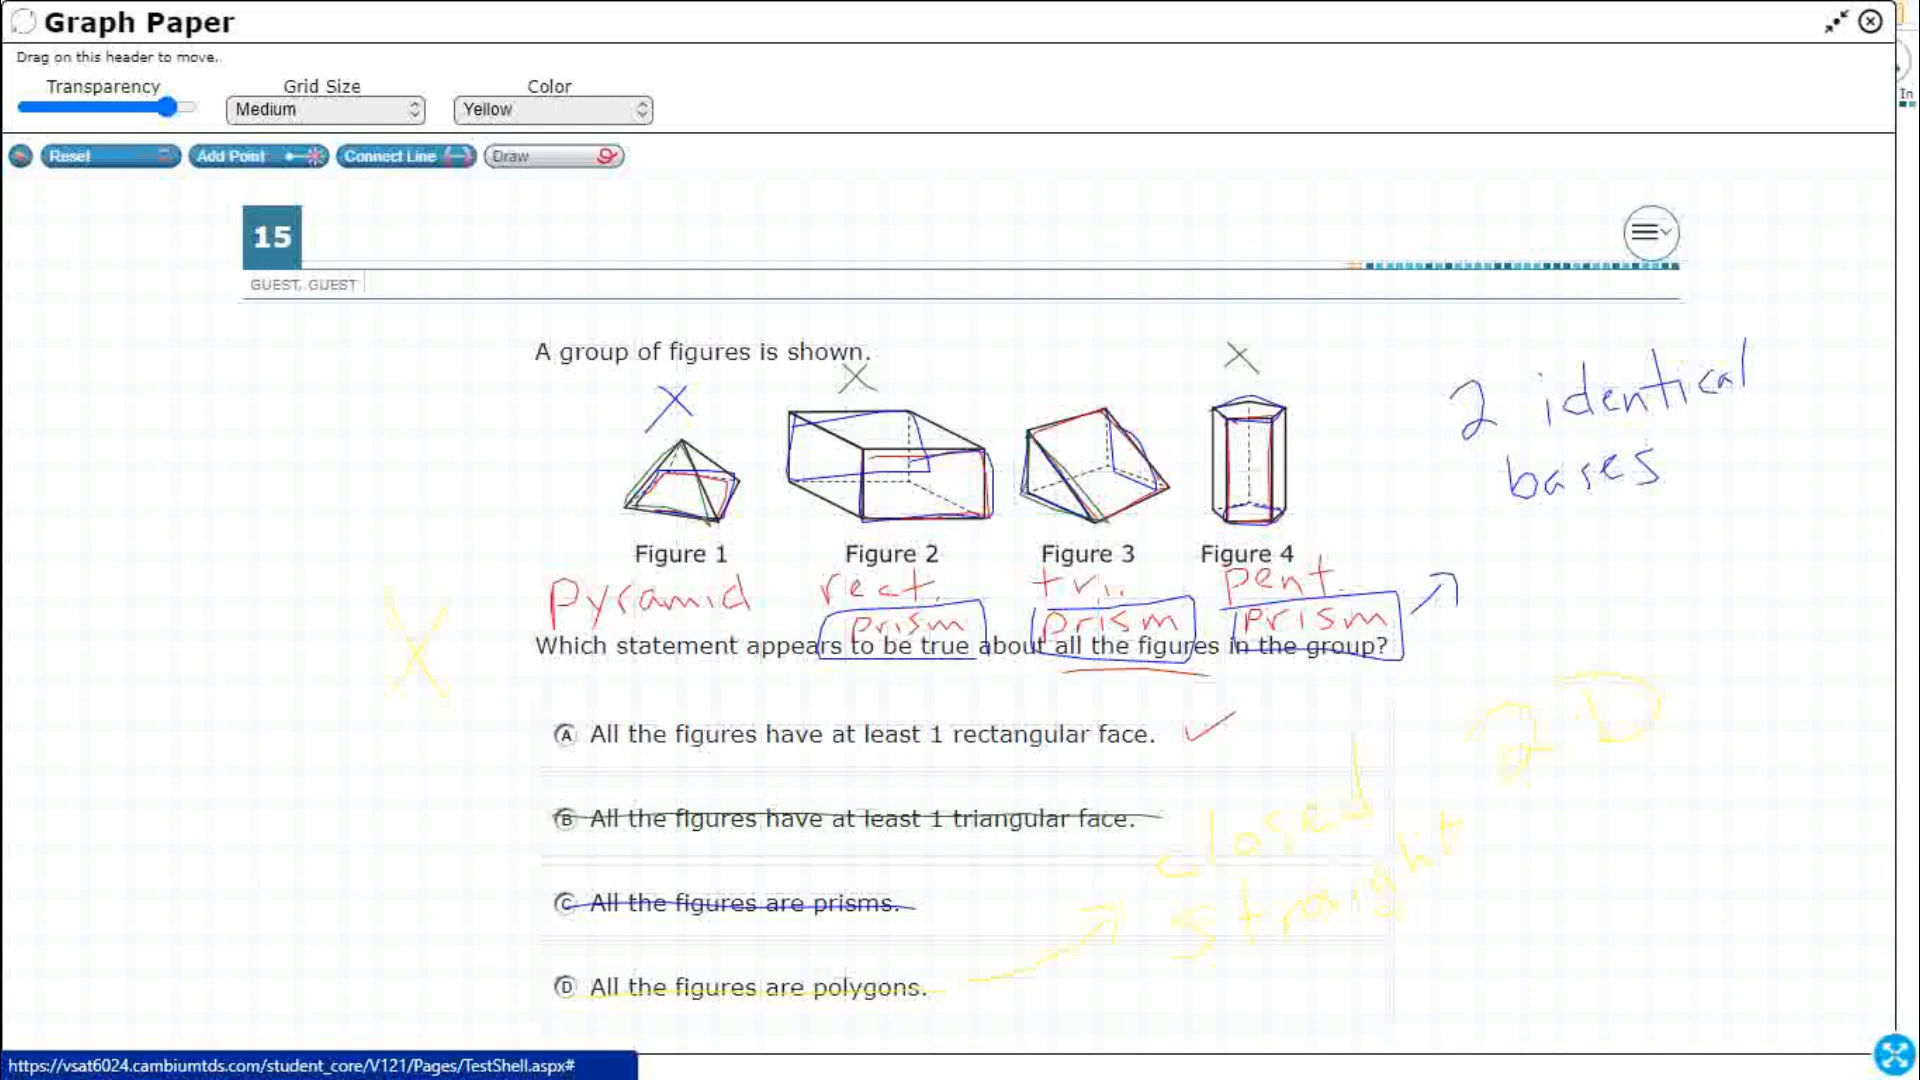 Graph Paper
Drag on this header to move..
Transparency Grid Size Color
Medium Yellow
Reset Add Point Connect Line Draw
In
15
GUEST, GUEST
A group of figures is shown.
X X X
2 identical
bases
Figure 1 Figure 2 Figure 3 Figure 4
pyramid rect. tri. pent.
prism prism prism
Which statement appears to be true about all the figures in the group?
X
2D
A All the figures have at least 1 rectangular face.
B All the figures have at least 1 triangular face.
closed
straight
C All the figures are prisms.
D All the figures are polygons.
https://vsat6024.cambiumtds.com/student_core/V121/Pages/TestShell.aspx#